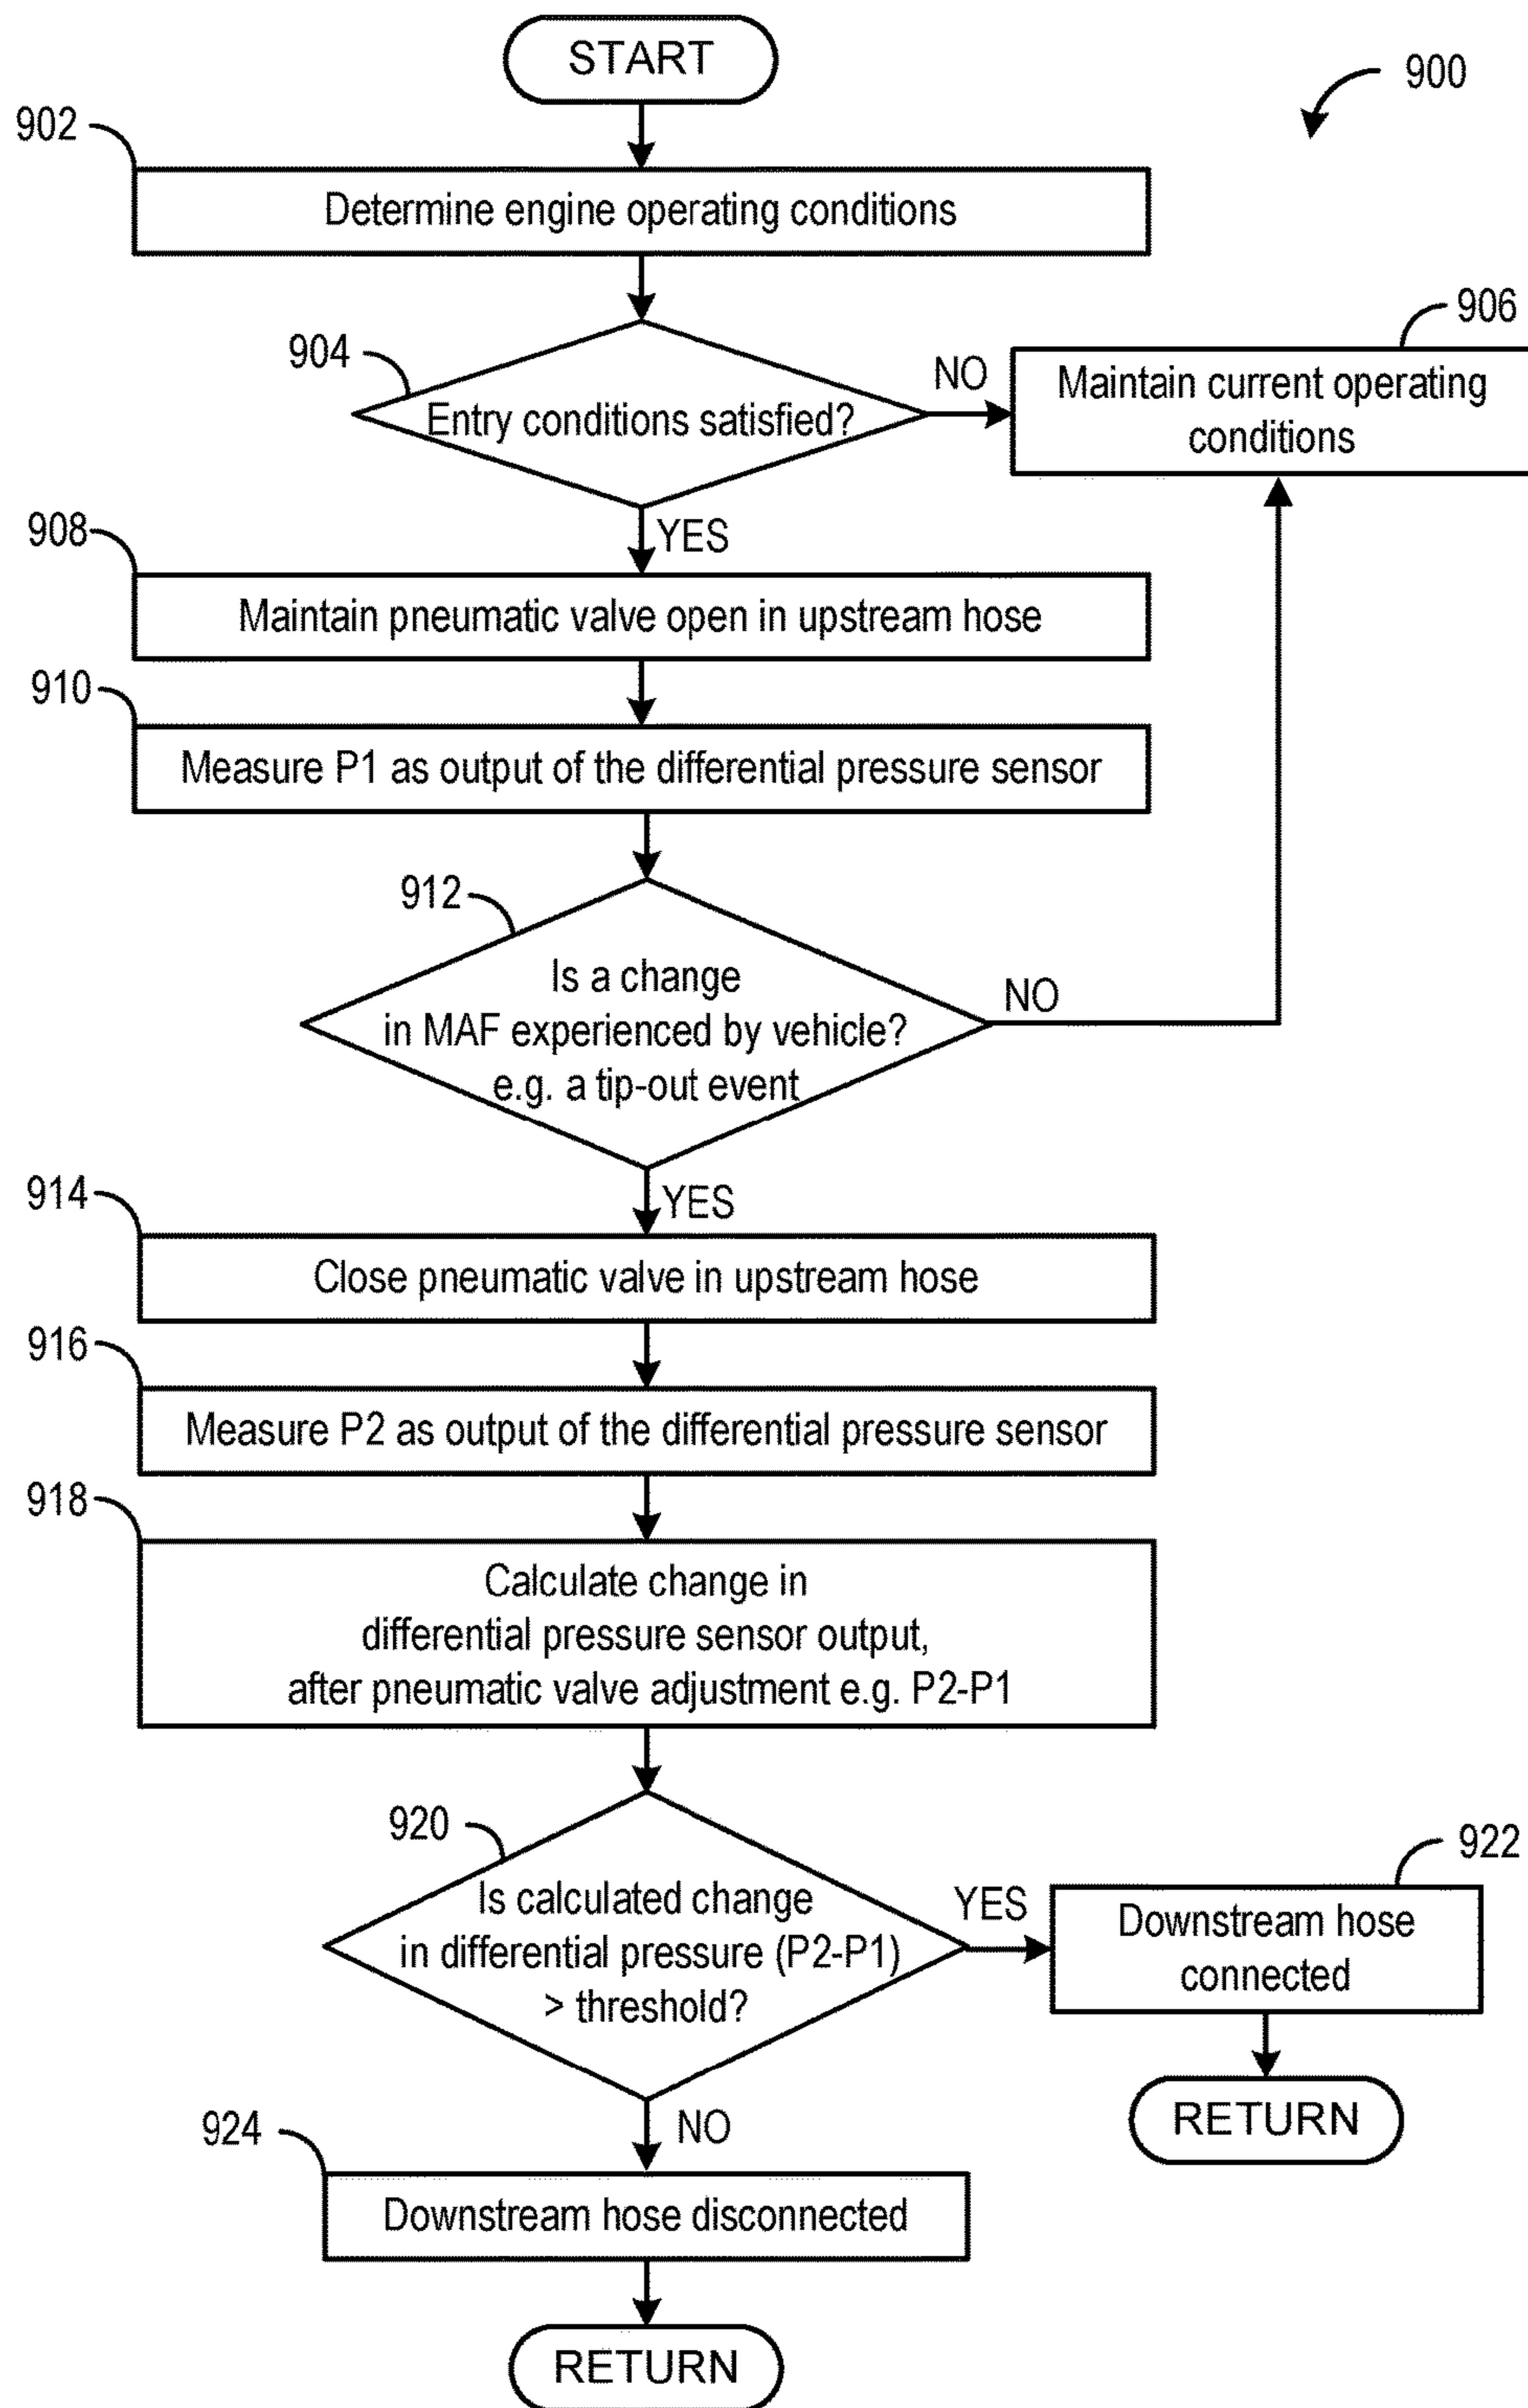 START
900
902
Determine engine operating conditions
904
Entry conditions satisfied?
NO
906
Maintain current operating
conditions
YES
908
Maintain pneumatic valve open in upstream hose
910
Measure P1 as output of the differential pressure sensor
912
Is a change
in MAF experienced by vehicle?
e.g. a tip-out event
NO
YES
914
Close pneumatic valve in upstream hose
916
Measure P2 as output of the differential pressure sensor
918
Calculate change in
differential pressure sensor output,
after pneumatic valve adjustment e.g. P2-P1
920
Is calculated change
in differential pressure (P2-P1)
> threshold?
YES
922
Downstream hose
connected
RETURN
NO
924
Downstream hose disconnected
RETURN